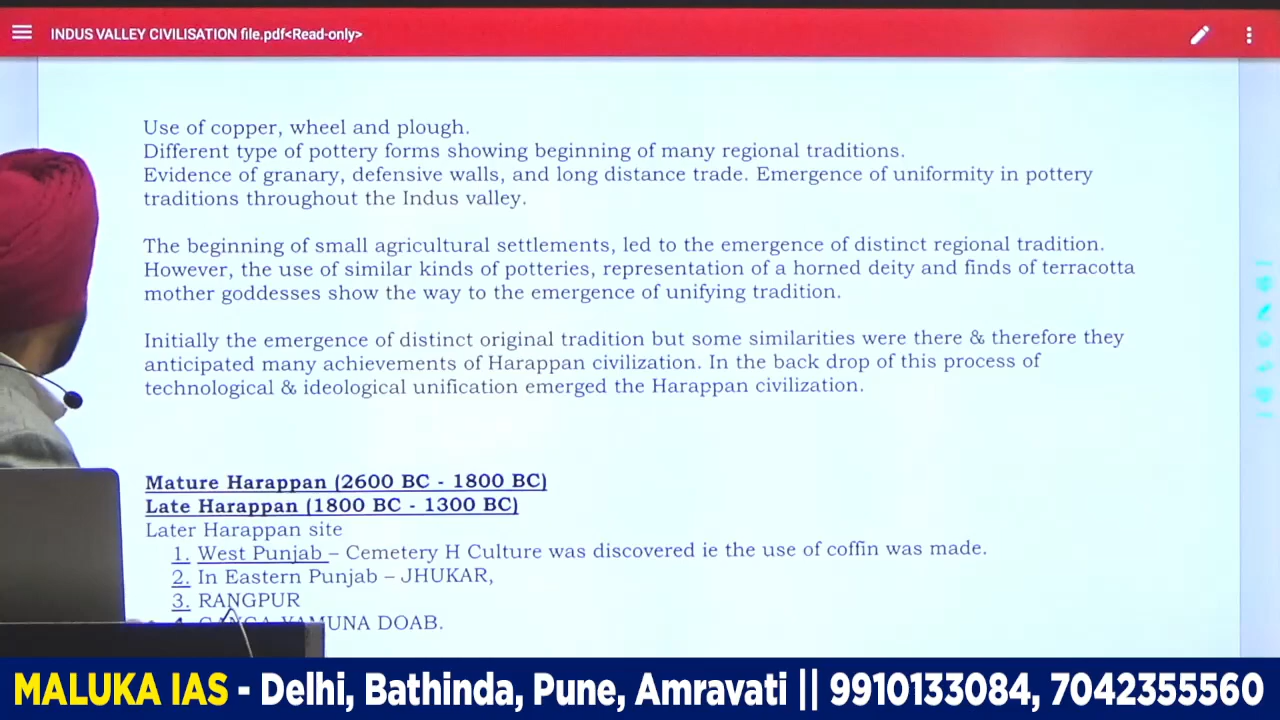 INDUS VALLEY CIVILISATION file.pdf<Read-only>
Use of copper, wheel and plough.
Different type of pottery forms showing beginning of many regional traditions.
Evidence of granary, defensive walls, and long distance trade. Emergence of uniformity in pottery
traditions throughout the Indus valley.
The beginning of small agricultural settlements, led to the emergence of distinct regional tradition.
However, the use of similar kinds of potteries, representation of a horned deity and finds of terracotta
mother goddesses show the way to the emergence of unifying tradition.
Initially the emergence of distinct original tradition but some similarities were there & therefore they
anticipated many achievements of Harappan civilization. In the back drop of this process of
technological & ideological unification emerged the Harappan civilization.
Mature Harappan (2600 BC - 1800 BC)
Late Harappan (1800 BC - 1300 BC)
Later Harappan site
1. West Punjab – Cemetery H Culture was discovered ie the use of coffin was made.
2. In Eastern Punjab – JHUKAR,
3. RANGPUR
4. GANGA YAMUNA DOAB.
MALUKA IAS - Delhi, Bathinda, Pune, Amravati || 9910133084, 7042355560